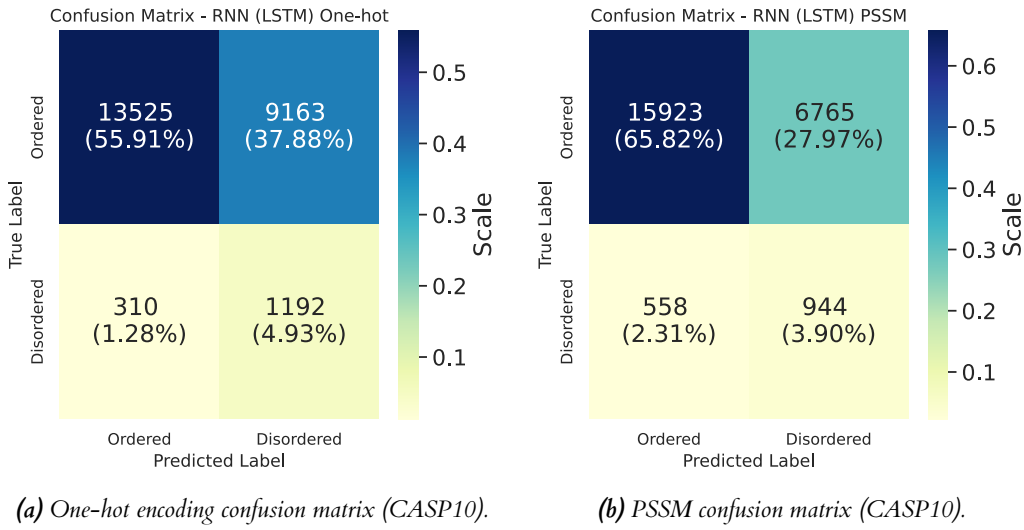 Confusion Matrix - RNN (LSTM) One-hot
True Label
Ordered
Disordered
13525
(55.91%)
9163
(37.88%)
310
(1.28%)
1192
(4.93%)
Ordered
Disordered
Predicted Label
0.5
0.4
0.3
0.2
0.1
Scale
(a) One-hot encoding confusion matrix (CASP10).
Confusion Matrix - RNN (LSTM) PSSM
True Label
Ordered
Disordered
15923
(65.82%)
6765
(27.97%)
558
(2.31%)
944
(3.90%)
Ordered
Disordered
Predicted Label
0.6
0.5
0.4
0.3
0.2
0.1
Scale
(b) PSSM confusion matrix (CASP10).